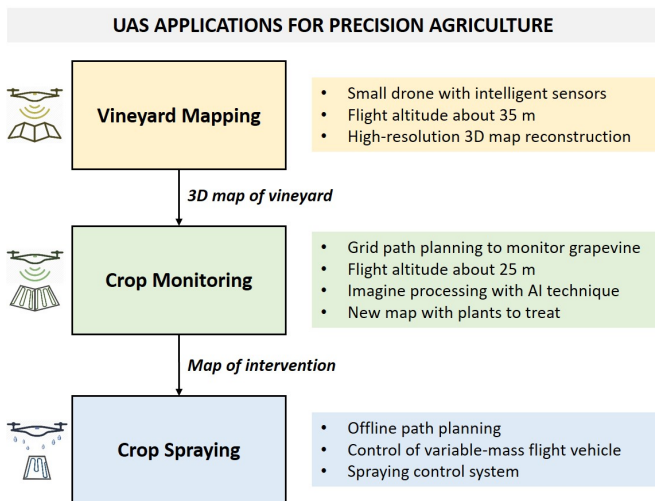 UAS APPLICATIONS FOR PRECISION AGRICULTURE
Vineyard Mapping
• Small drone with intelligent sensors
• Flight altitude about 35 m
• High-resolution 3D map reconstruction
3D map of vineyard
Crop Monitoring
• Grid path planning to monitor grapevine
• Flight altitude about 25 m
• Imagine processing with AI technique
• New map with plants to treat
Map of intervention
Crop Spraying
• Offline path planning
• Control of variable-mass flight vehicle
• Spraying control system